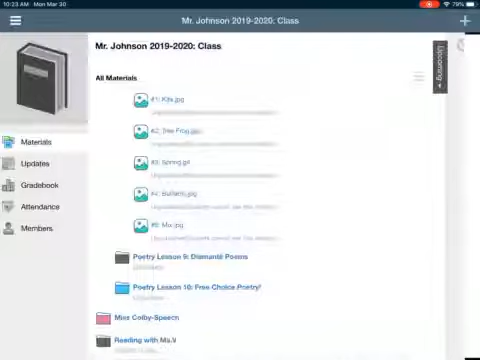 10:23 AM Mon Mar 30
79%
Mr. Johnson 2019-2020: Class
Mr. Johnson 2019-2020: Class
Upcoming
All Materials
#1: Kite.jpg
#2: Tree Frog.jpg
#3: Spring.gif
#4: Butterfly.jpg
#5: Mix.jpg
Materials
Updates
Gradebook
Attendance
Members
Poetry Lesson 9: Diamanté Poems
Poetry Lesson 10: Free Choice Poetry!
Miss Colby-Speech
Reading with Ms.V